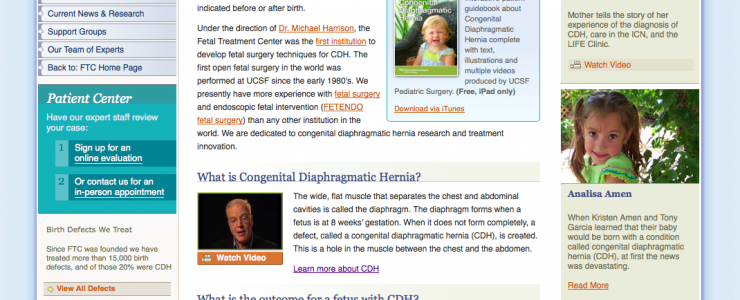 Current News & Research
Support Groups
Our Team of Experts
Back to: FTC Home Page
Patient Center
Have our expert staff review
your case:
1 Sign up for an
online evaluation
2 Or contact us for an
in-person appointment
Birth Defects We Treat
Since FTC was founded we have
treated more than 15,000 birth
defects, and of those 20% were CDH
View All Defects
indicated before or after birth.
Under the direction of Dr. Michael Harrison, the
Fetal Treatment Center was the first institution to
develop fetal surgery techniques for CDH. The
first open fetal surgery in the world was
performed at UCSF since the early 1980's. We
presently have more experience with fetal surgery
and endoscopic fetal intervention (FETENDO
fetal surgery) than any other institution in the
world. We are dedicated to congenital diaphragmatic hernia research and treatment
innovation.
Congenital
Diaphragmatic
Hernia
guidebook about
Congenital
Diaphragmatic
Hernia complete
with text,
illustrations and
multiple videos
produced by UCSF
Pediatric Surgery. (Free, iPad only)
Download via iTunes
What is Congenital Diaphragmatic Hernia?
Watch Video
The wide, flat muscle that separates the chest and abdominal
cavities is called the diaphragm. The diaphragm forms when a
fetus is at 8 weeks' gestation. When it does not form completely, a
defect, called a congenital diaphragmatic hernia (CDH), is created.
This is a hole in the muscle between the chest and the abdomen.
Learn more about CDH
What is the outcome for a fetus with CDH?
Mother tells the story of her
experience of the diagnosis of
CDH, care in the ICN, and the
LIFE Clinic.
Watch Video
Analisa Amen
When Kristen Amen and Tony
Garcia learned that their baby
would be born with a condition
called congenital diaphragmatic
hernia (CDH), at first the news
was devastating.
Read More